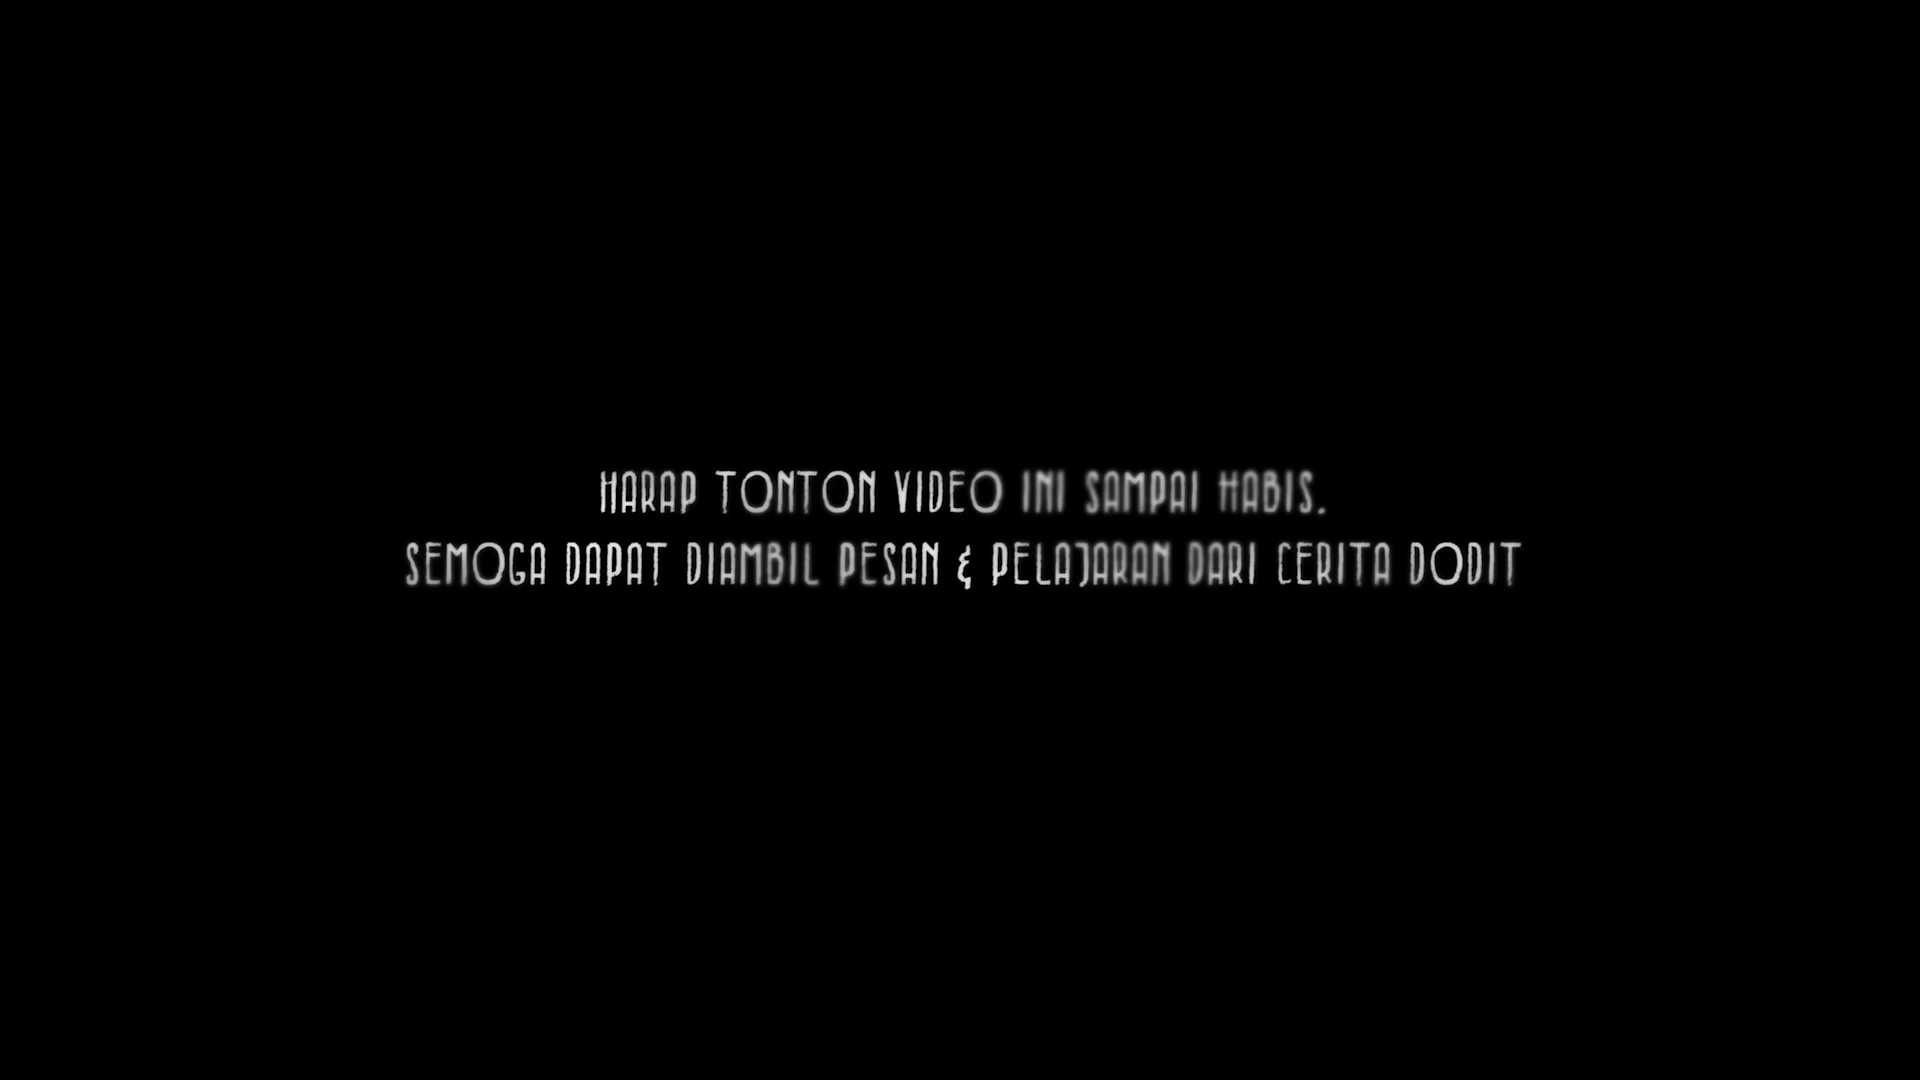 HARAP TONTON VIDEO INI SAMPAI HABIS.
SEMOGA DAPAT DIAMBIL PESAN & PELAJARAN DARI CERITA DODIT